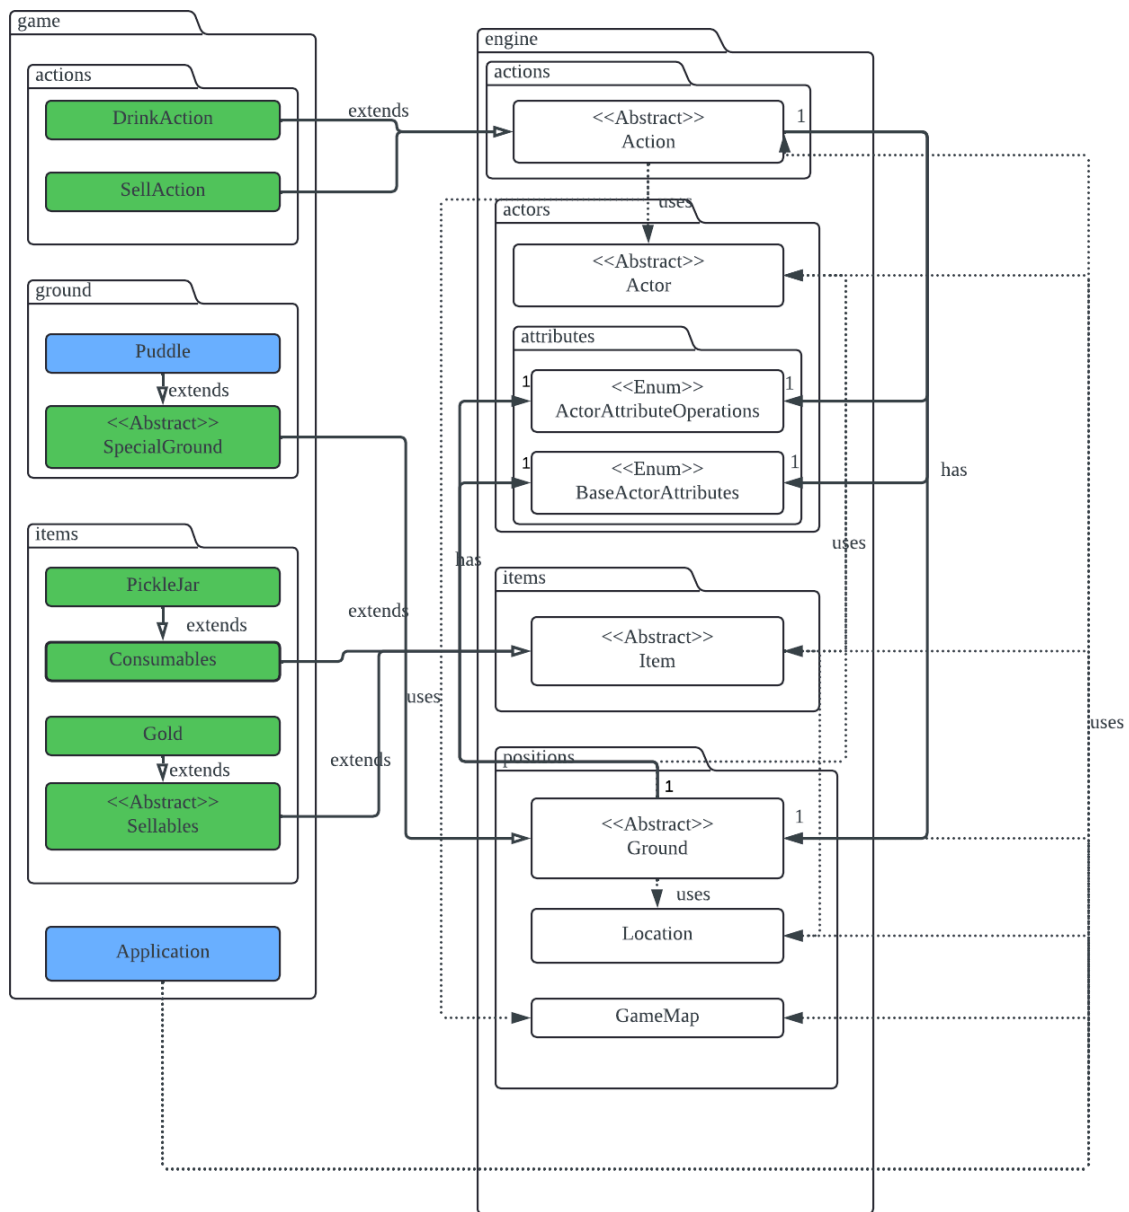 game
actions
DrinkAction
SellAction
extends
ground
Puddle
extends
<<Abstract>>
SpecialGround
items
PickleJar
extends
Consumables
Gold
extends
<<Abstract>>
Sellables
extends
extends
Application
engine
actions
<<Abstract>>
Action
1
uses
actors
<<Abstract>>
Actor
attributes
1
<<Enum>>
ActorAttributeOperations
1
1
<<Enum>>
BaseActorAttributes
1
has
has
uses
items
<<Abstract>>
Item
uses
uses
positions
1
<<Abstract>>
Ground
1
uses
Location
GameMap